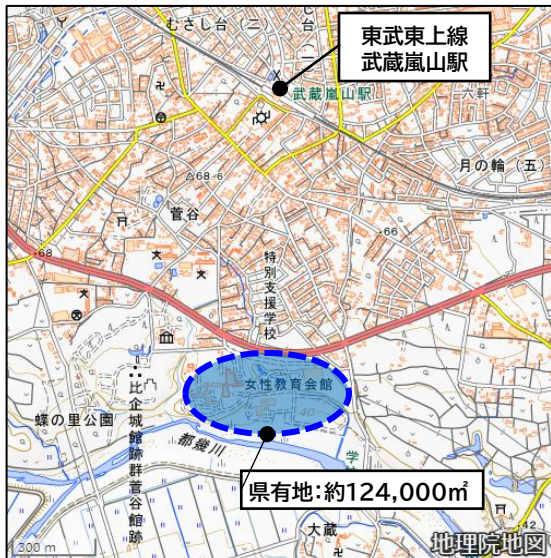 むさし台(二)
東武東上線
武蔵嵐山駅
武蔵嵐山駅
月の輪(五)
△68.6
菅谷
・66
・68
特別支援学校
女性教育会館
40
比企城館跡群菅谷館跡
蝶の里公園
都幾川
県有地:約124,000㎡
大蔵
・42
300 m
地理院地図